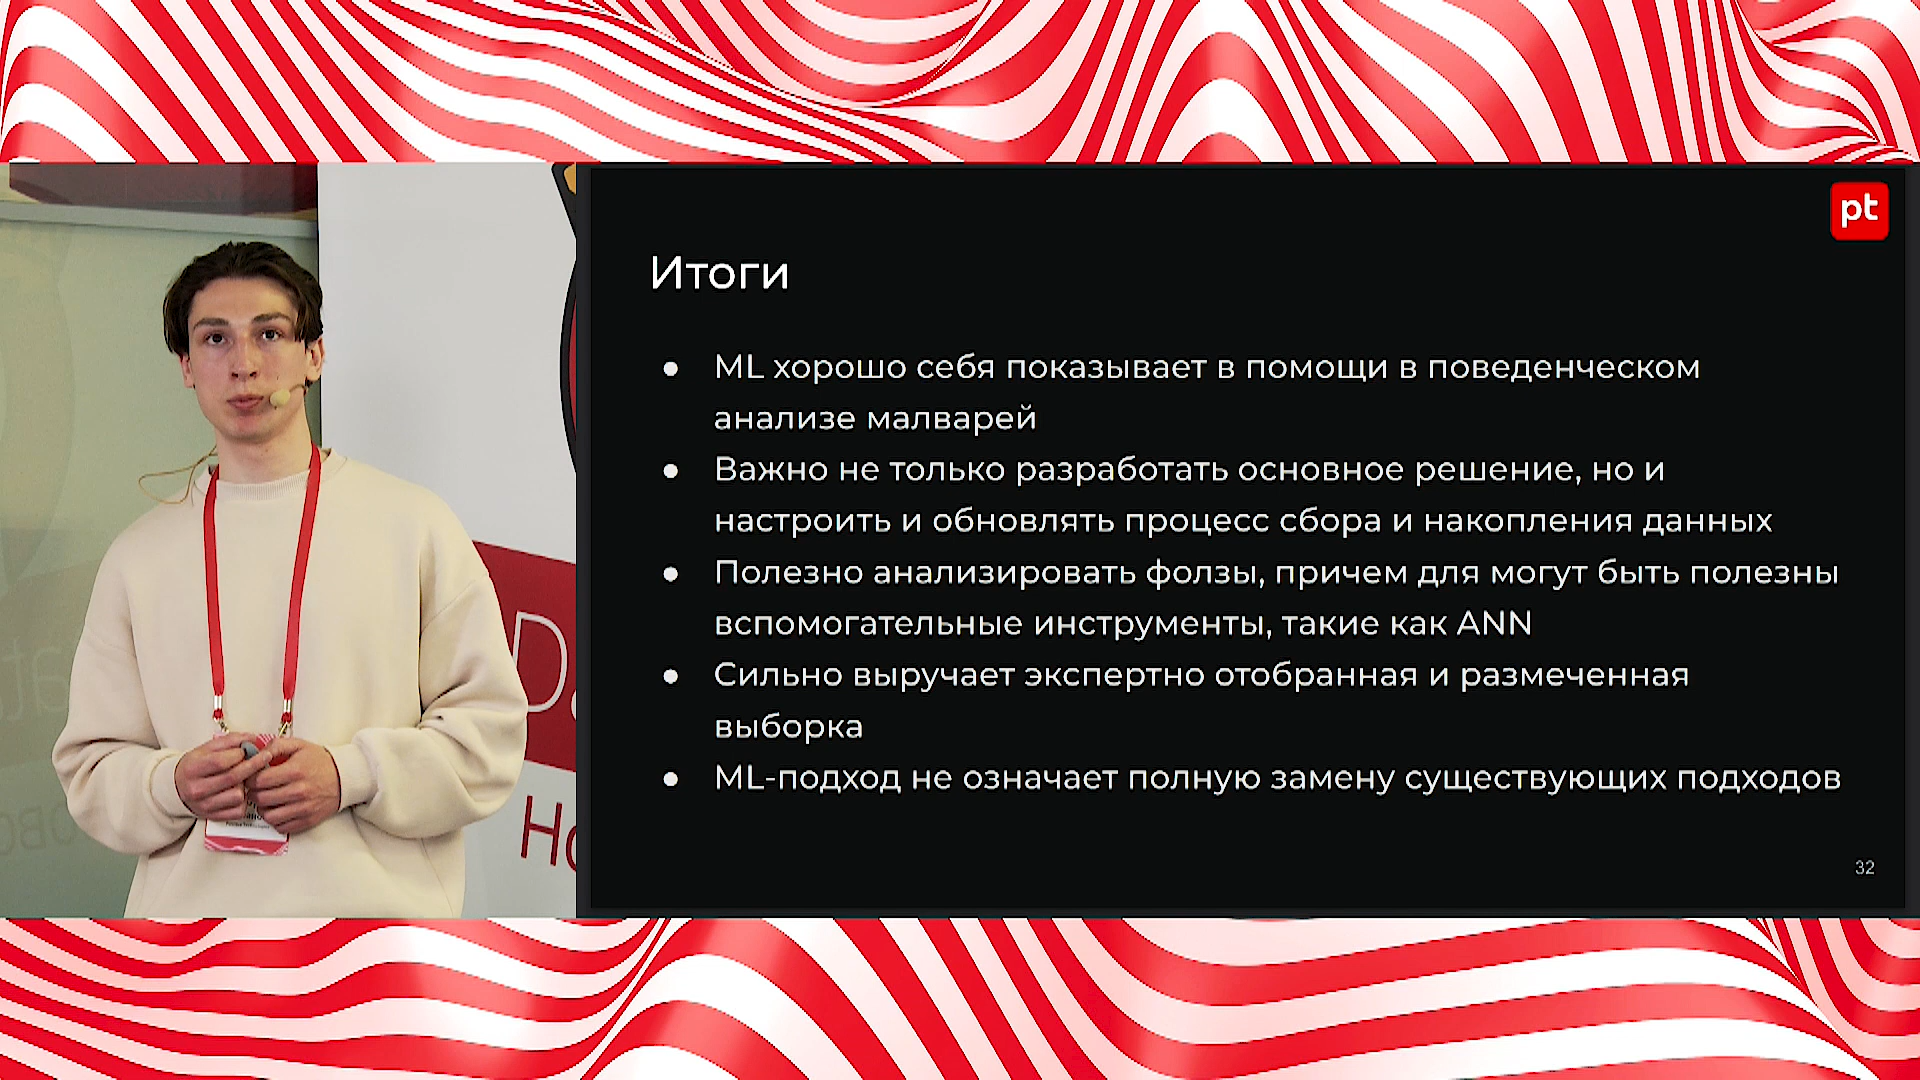 pt
Итоги
ML хорошо себя показывает в помощи в поведенческом
анализе малварей
Важно не только разработать основное решение, но и
настроить и обновлять процесс сбора и накопления данных
Полезно анализировать фолзы, причем для могут быть полезны
вспомогательные инструменты, такие как ANN
Сильно выручает экспертно отобранная и размеченная
выборка
ML-подход не означает полную замену существующих подходов
32